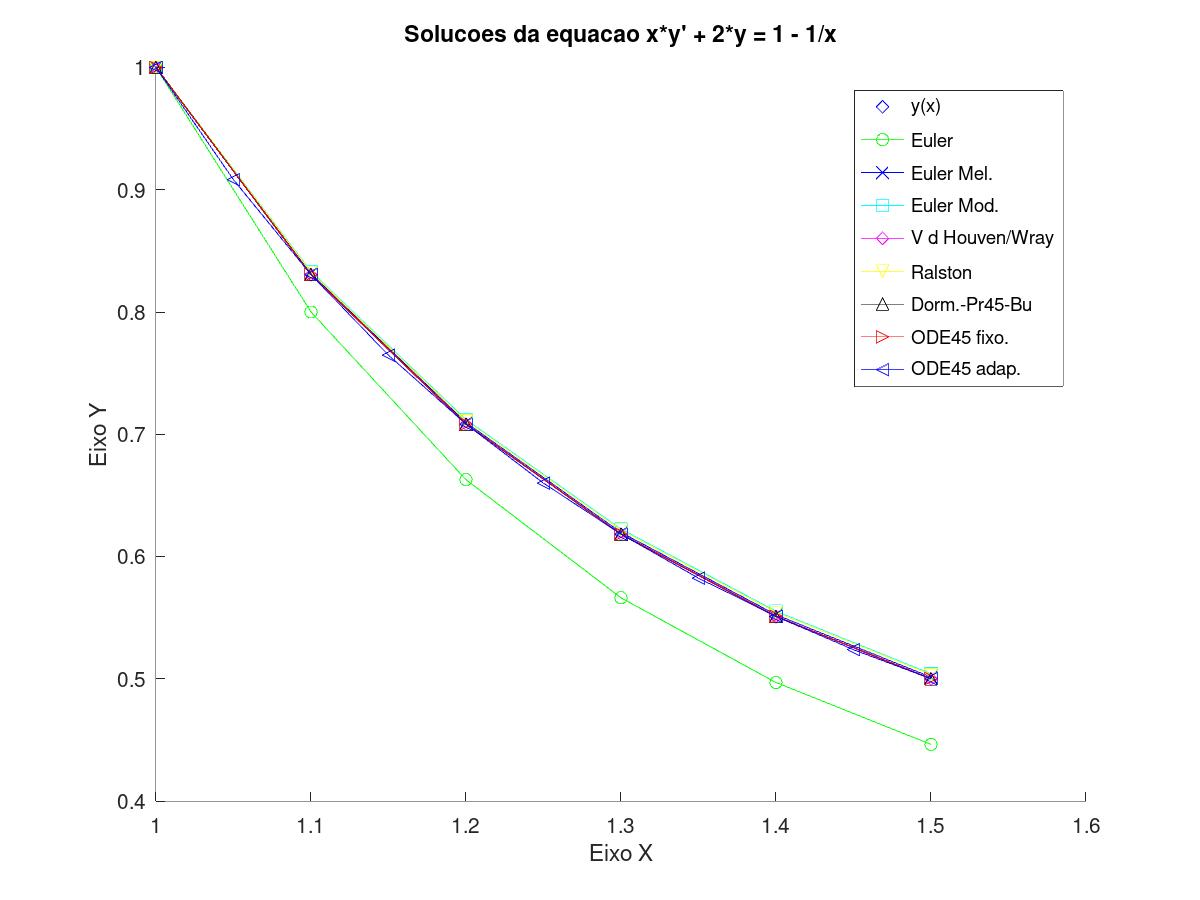 Solucoes da equacao x*y' + 2*y = 1 - 1/x
y(x)
Euler
Euler Mel.
Euler Mod.
V d Houven/Wray
Ralston
Dorm.-Pr45-Bu
ODE45 fixo.
ODE45 adap.
Eixo Y
1
0.9
0.8
0.7
0.6
0.5
0.4
1 1.1 1.2 1.3 1.4 1.5 1.6
Eixo X